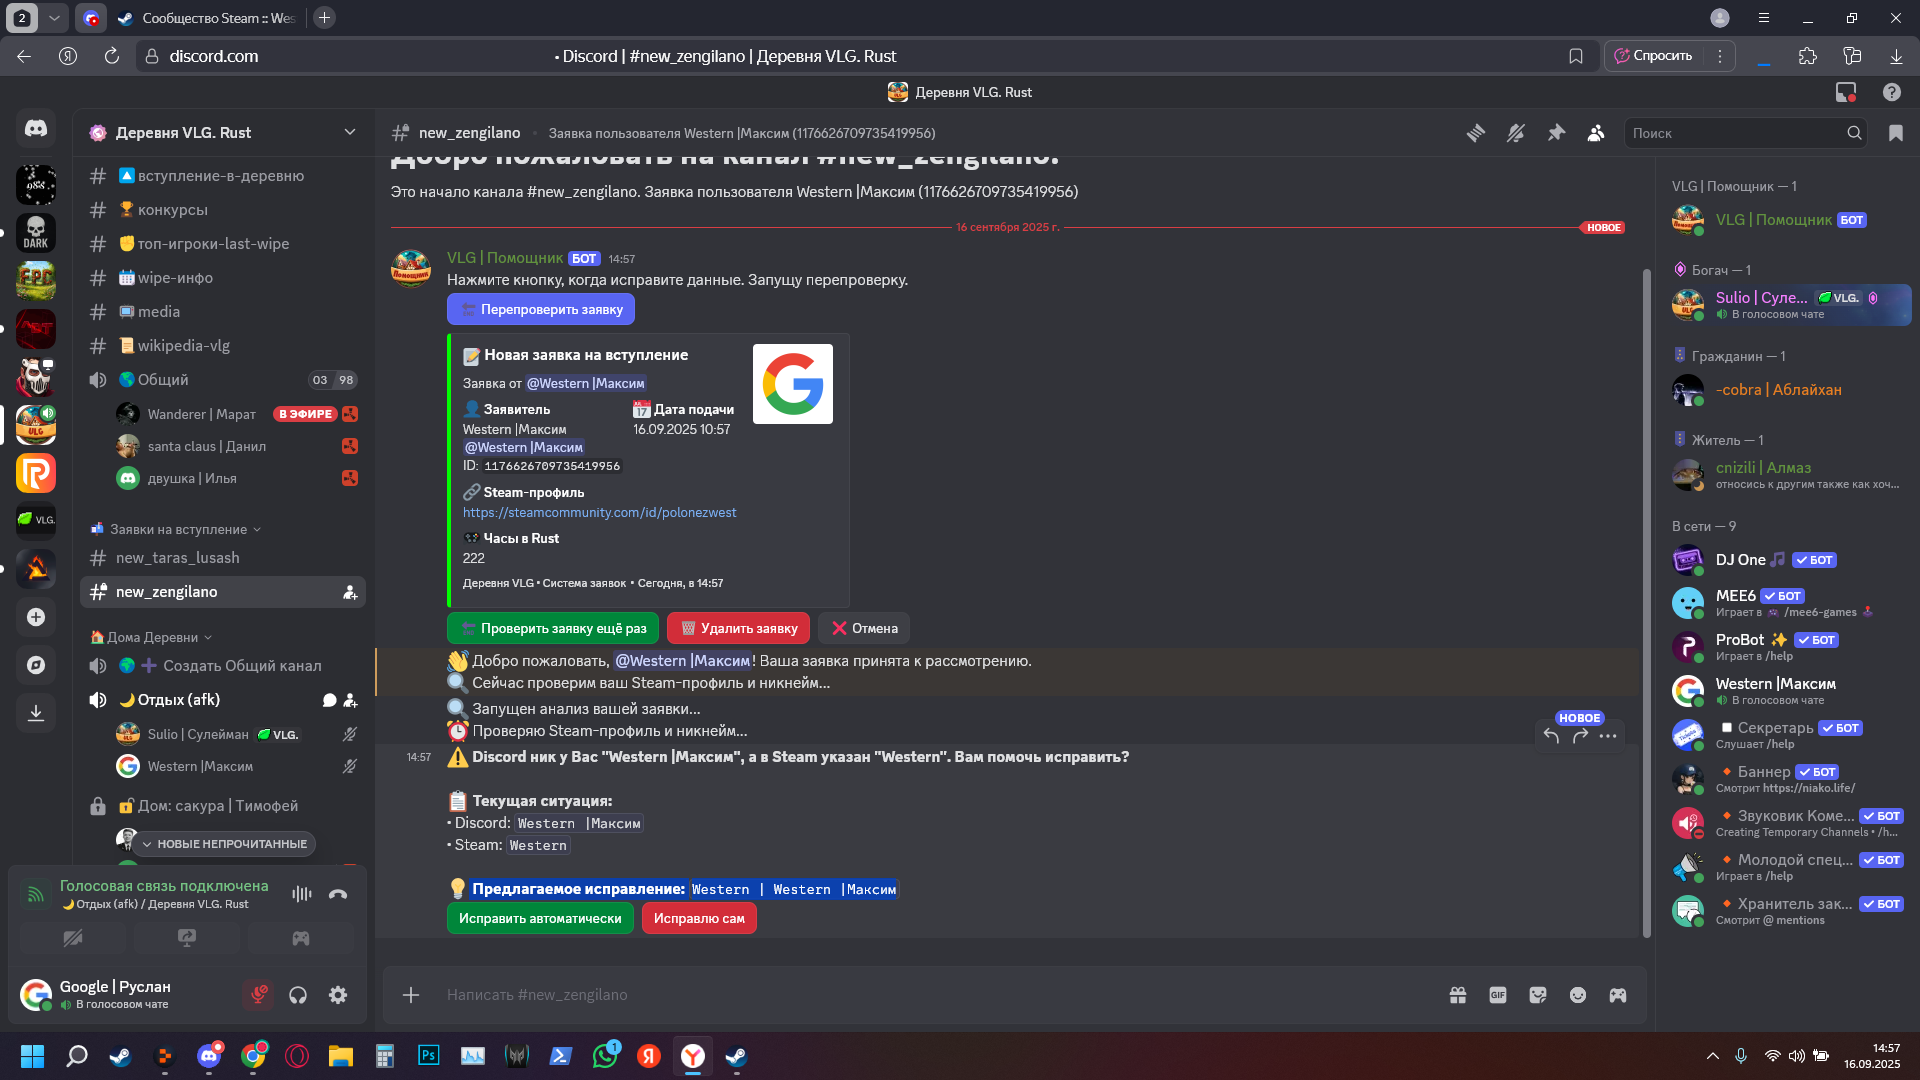 2
Сообщество Steam :: Wes
discord.com
• Discord | #new_zengilano | Деревня VLG. Rust
Спросить
Деревня VLG. Rust
Деревня VLG. Rust
вступление-в-деревню
конкурсы
топ-игроки-last-wipe
wipe-инфо
media
wikipedia-vlg
Общий
03 98
Wanderer | Марат
В ЭФИРЕ
santa claus | Данил
двушка | Илья
Заявки на вступление
new_taras_lusash
new_zengilano
Дома Деревни
Создать Общий канал
Отдых (afk)
Sulio | Сулейман VLG.
Western |Максим
Дом: сакура | Тимофей
НОВЫЕ НЕПРОЧИТАННЫЕ
Голосовая связь подключена
Отдых (afk) / Деревня VLG. Rust
Google | Руслан
В голосовом чате
new_zengilano
Заявка пользователя Western |Максим (1176626709735419956)
Поиск
Добро пожаловать на канал #new_zengilano!
Это начало канала #new_zengilano. Заявка пользователя Western |Максим (1176626709735419956)
16 сентября 2025 г.
НОВОЕ
VLG | Помощник БОТ 14:57
Нажмите кнопку, когда исправите данные. Запущу перепроверку.
Перепроверить заявку
Новая заявка на вступление
Заявка от @Western |Максим
Заявитель
Western |Максим
@Western |Максим
ID: 1176626709735419956
Дата подачи
16.09.2025 10:57
Steam-профиль
https://steamcommunity.com/id/polonezwest
Часы в Rust
222
Деревня VLG • Система заявок • Сегодня, в 14:57
Проверить заявку ещё раз
Удалить заявку
Отмена
Добро пожаловать, @Western |Максим! Ваша заявка принята к рассмотрению.
Сейчас проверим ваш Steam-профиль и никнейм...
Запущен анализ вашей заявки...
Проверяю Steam-профиль и никнейм...
НОВОЕ
14:57
Discord ник у Вас "Western |Максим", а в Steam указан "Western". Вам помочь исправить?
Текущая ситуация:
• Discord: Western |Максим
• Steam: Western
Предлагаемое исправление: Western | Western |Максим
Исправить автоматически
Исправлю сам
Написать #new_zengilano
GIF
VLG | Помощник — 1
VLG | Помощник БОТ
Богач — 1
Sulio | Суле... VLG.
В голосовом чате
Гражданин — 1
-cobra | Аблайхан
Житель — 1
cnizili | Алмаз
относись к другим также как хоч...
В сети — 9
DJ One БОТ
MEE6 БОТ
Играет в /mee6-games
ProBot БОТ
Играет в /help
Western |Максим
В голосовом чате
Секретарь БОТ
Слушает /help
Баннер БОТ
Смотрит https://niako.life/
Звуковик Коме... БОТ
Creating Temporary Channels • /h...
Молодой спец... БОТ
Играет в /help
Хранитель зак... БОТ
Смотрит @ mentions
988
DARK
VLG
VLG.
Ps
1
14:57
16.09.2025